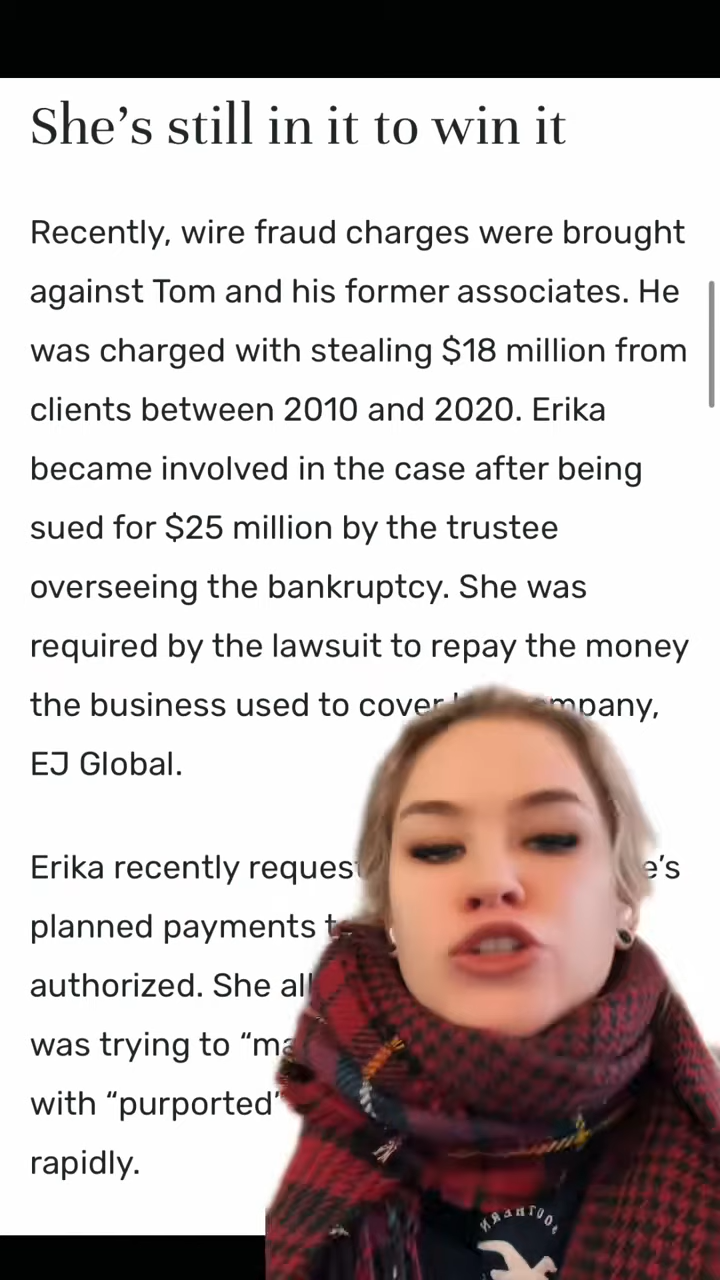 She’s still in it to win it
Recently, wire fraud charges were brought
against Tom and his former associates. He
was charged with stealing $18 million from
clients between 2010 and 2020. Erika
became involved in the case after being
sued for $25 million by the trustee
overseeing the bankruptcy. She was
required by the lawsuit to repay the money
the business used to cover
EJ Global.
Erika recently
planned payments
authorized. She
was trying to
with “purported”
rapidly.